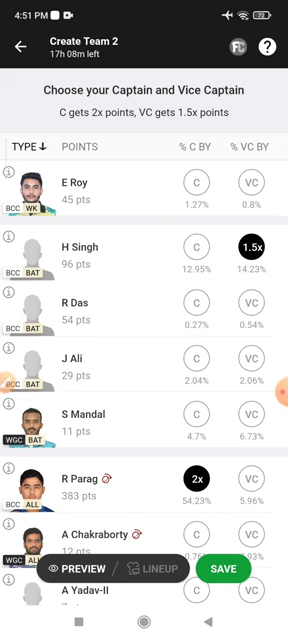 4:51 PM
72
Create Team 2
17h 08m left
FC
?
Choose your Captain and Vice Captain
C gets 2x points, VC gets 1.5x points
TYPE↓ POINTS % C BY % VC BY
E Roy
45 pts
C
VC
BCC WK
1.27% 0.8%
H Singh
96 pts
C
1.5x
BCC BAT
12.95% 14.23%
R Das
54 pts
C
VC
BCC BAT
0.27% 0.54%
J Ali
29 pts
C
VC
BCC BAT
2.04% 2.06%
S Mandal
11 pts
C
VC
WGC BAT
4.7% 6.73%
R Parag
383 pts
2x
VC
BCC ALL
54.23% 5.96%
A Chakraborty
12 pts
C
VC
WGC ALL
PREVIEW / LINEUP
SAVE
A Yadav-II
C
VC